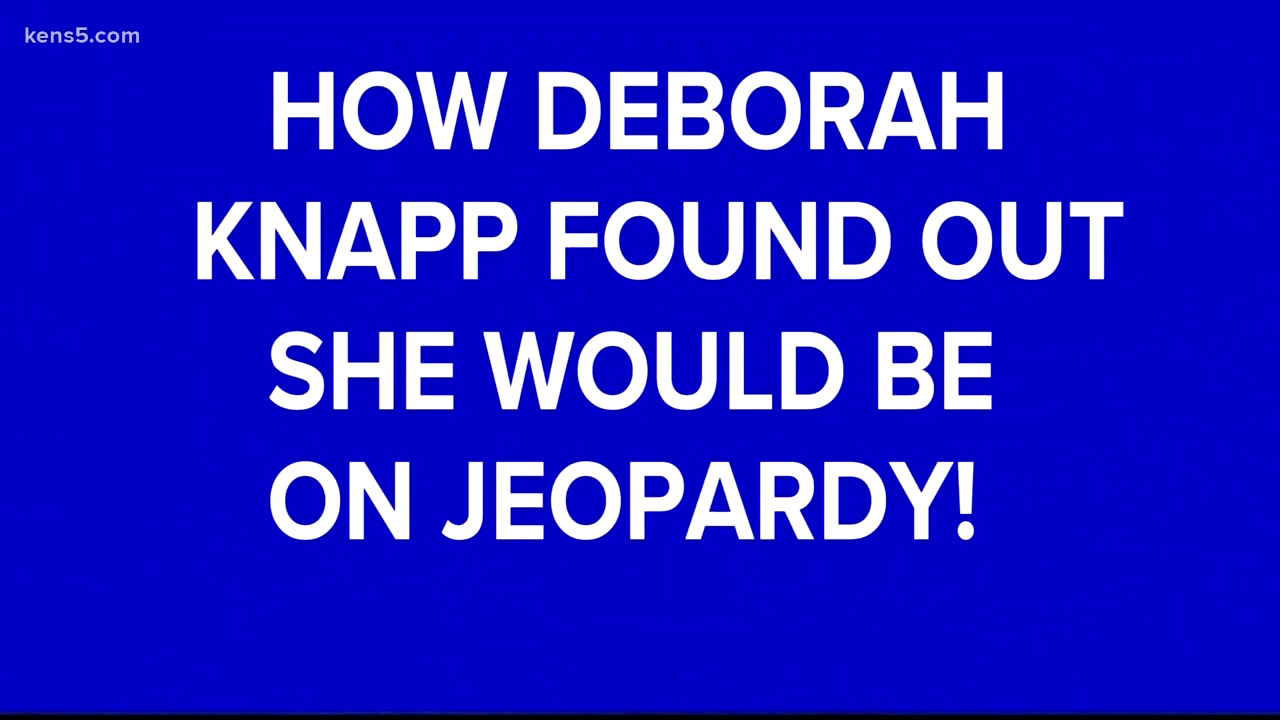 kens5.com
HOW DEBORAH
KNAPP FOUND OUT
SHE WOULD BE
ON JEOPARDY!